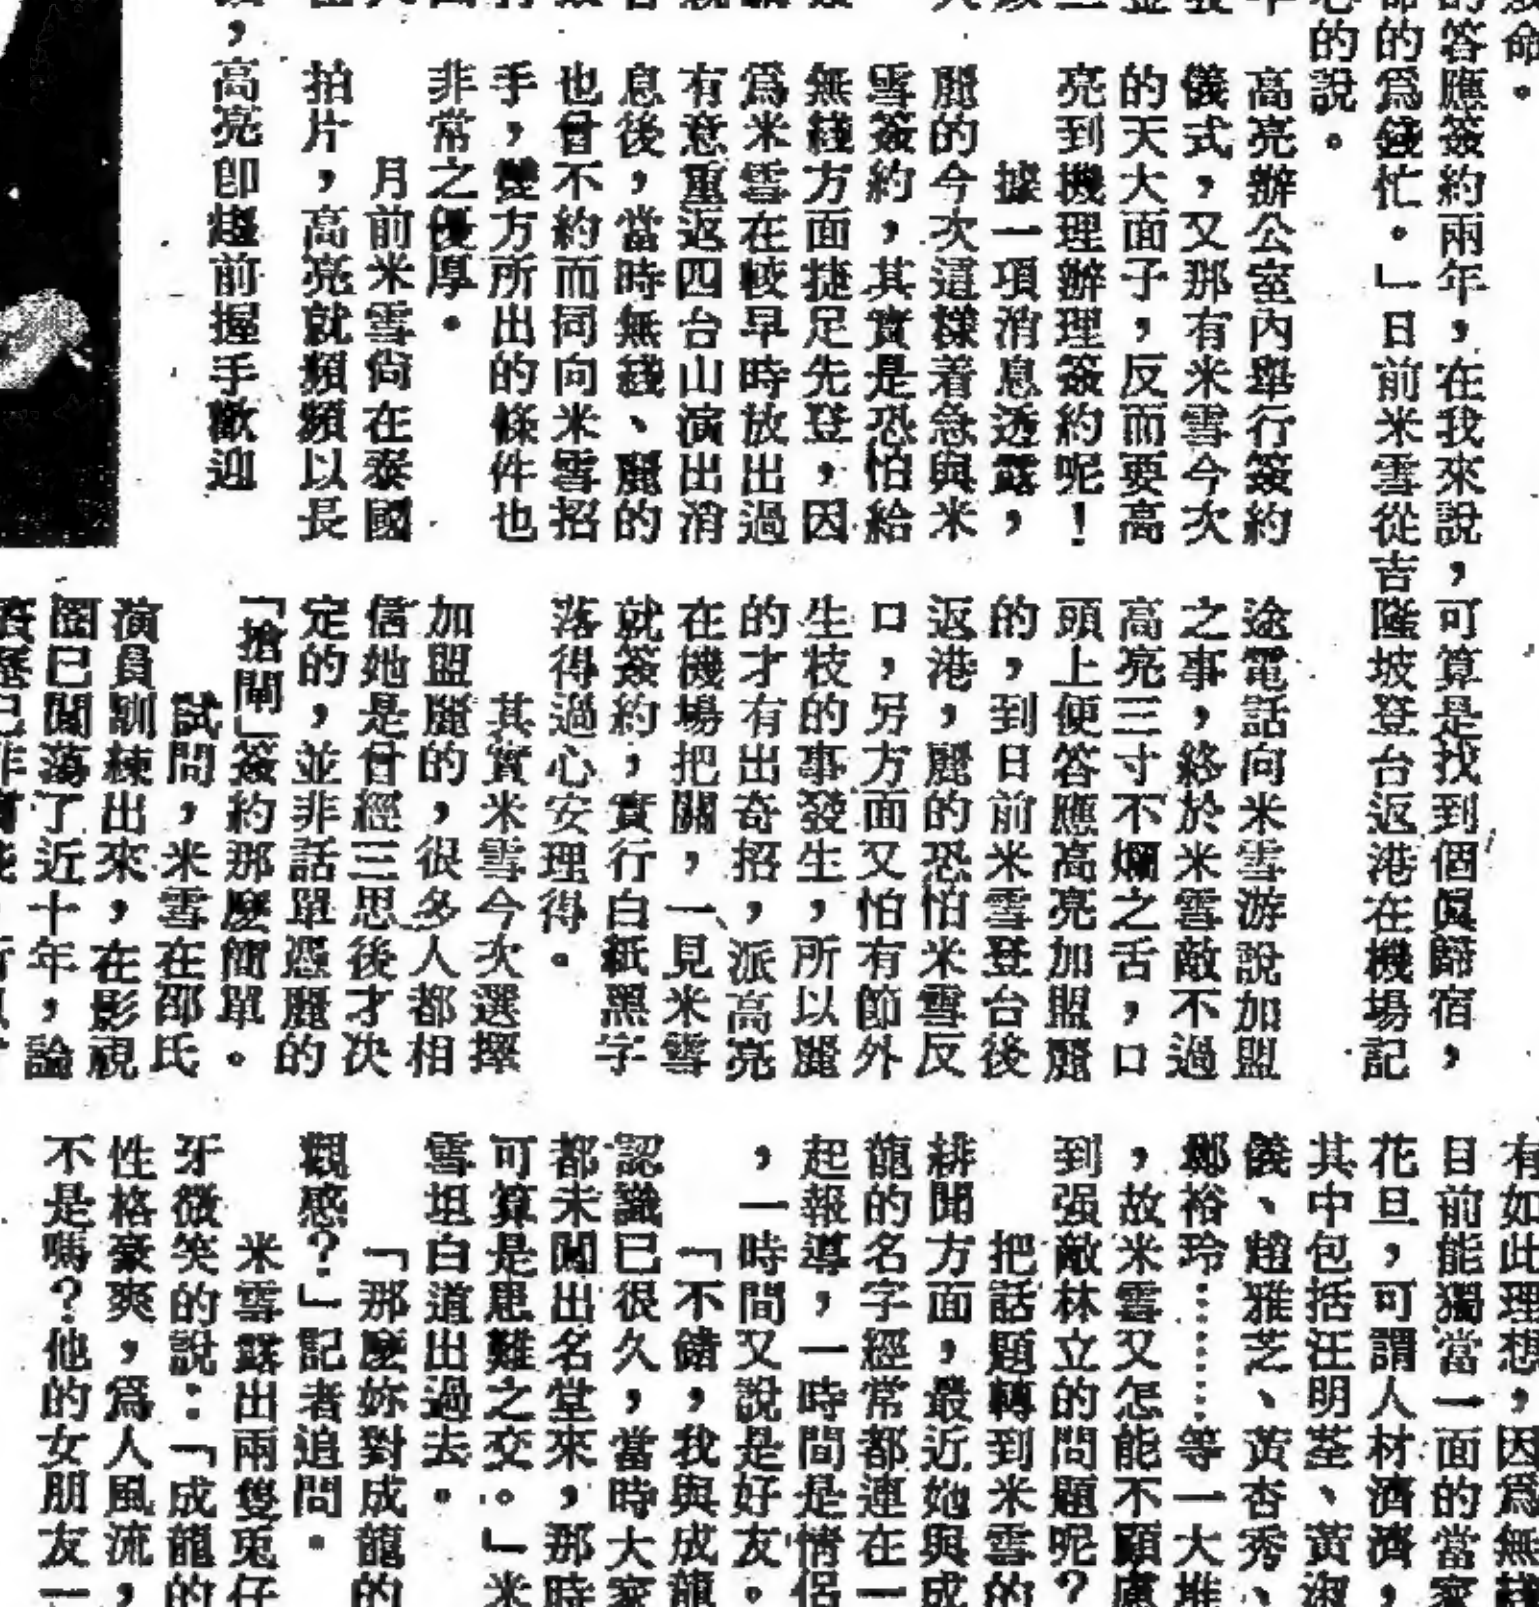 命。
的答應簽約兩年，在我來說，可算是找到個眞歸宿，
命的爲錢忙。」日前米雪從吉隆坡登台返港在機場記
心的說。
高亮辦公室內舉行簽約
儀式，又那有米雪今次
的天大面子，反而要高
亮到機理辦理簽約呢！
據一項消息透露，
麗的今次這樣着急與米
雪簽約，其實是恐怕給
無綫方面捷足先登，因
爲米雪在較早時放出過
有意重返四台山演出消
息後，當時無綫、麗的
也曾不約而同向米雪招
手，雙方所出的條件也
非常之優厚。
月前米雪尙在泰國
拍片，高亮就頻頻以長
，高亮卽趨前握手歡迎
途電話向米雪游說加盟
之事，終於米雪敵不過
高亮三寸不爛之舌，口
頭上便答應高亮加盟麗
的，到日前米雪登台後
返港，麗的恐怕米雪反
口，另方面又怕有節外
生枝的事發生，所以麗
的才有出奇招，派高亮
在機場把關，一見米雪
就簽約，實行白紙黑字
落得過心安理得。
其實米雪今次選擇
加盟麗的，很多人都相
信她是曾經三思後才決
定的，並非話單憑麗的
「搶閘」簽約那麼簡單。
試問，米雪在邵氏
演員訓練出來，在影視
圈已闖蕩了近十年，論
有如此理想，因爲無綫
目前能獨當一面的當家
花旦，可謂人材濟濟，
其中包括汪明荃、黃淑
儀、趙雅芝、黃杏秀、
鄭裕玲……等一大堆
，故米雪又怎能不顧慮
到强敵林立的問題呢？
把話題轉到米雪的
緋聞方面，最近她與成
龍的名字經常都連在一
起報導，一時間是情侶
，一時間又說是好友。
「不錯，我與成龍
認識已很久，當時大家
都未闖出名堂來，那時
可算是患難之交。」米
雪坦白道出過去。
「那麼妳對成龍的
觀感？」記者追問。
米雪露出兩隻兎仔
牙微笑的說：「成龍的
性格豪爽，爲人風流，
不是嗎？他的女朋友一